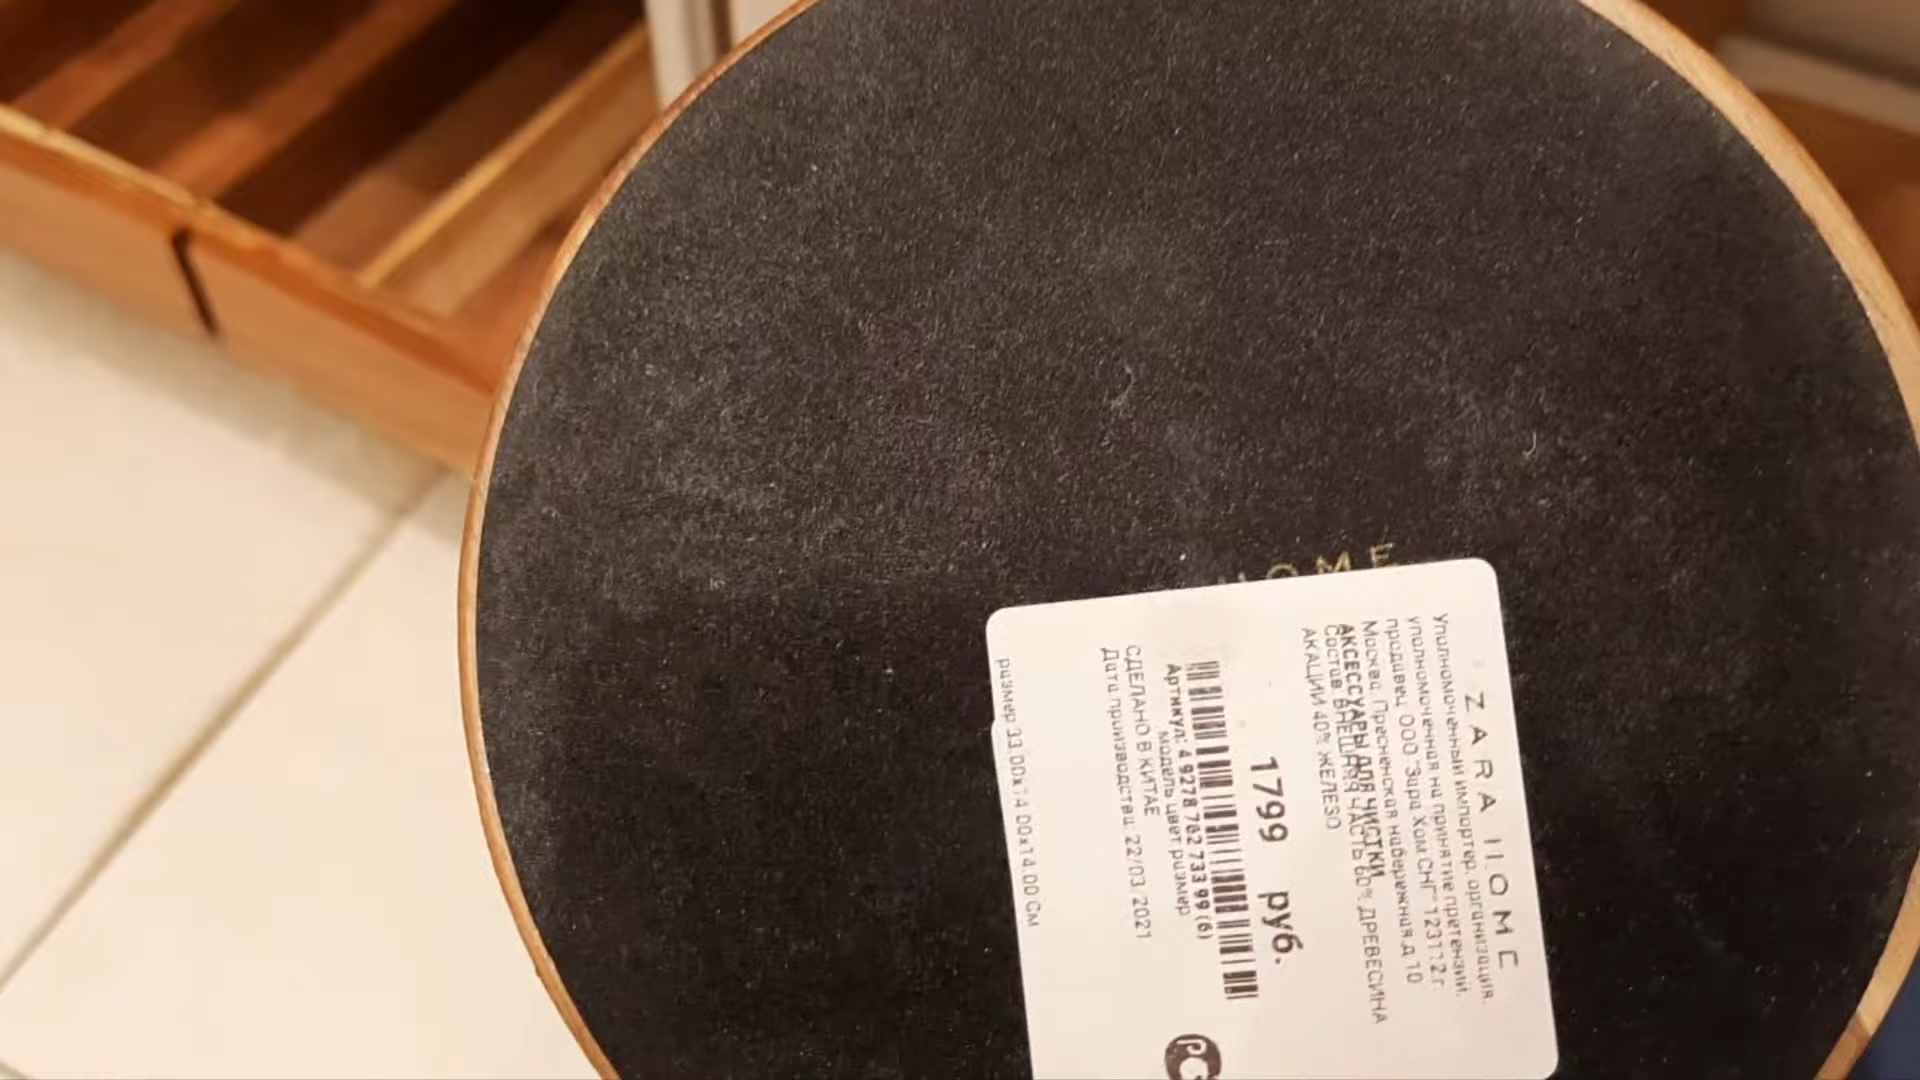 HOME
ZARA HOME
Уполномоченный импортер, организация,
уполномоченная на принятие претензий,
продавец ООО "Зара Хом СНГ" 123112 г.
Москва, Пресненская набережная д 10
АКСЕССУАРЫ ДЛЯ ЧИСТКИ
Состав: ВНЕШНЯЯ ЧАСТЬ 60% ДРЕВЕСИНА
АКАЦИИ 40% ЖЕЛЕЗО
1799 руб.
Артикул: 4 9278 762 733 99 (6)
модель цвет размер
СДЕЛАНО В КИТАЕ
Дата производства: 22/03/2021
размер 33.00x14.00x14.00 См